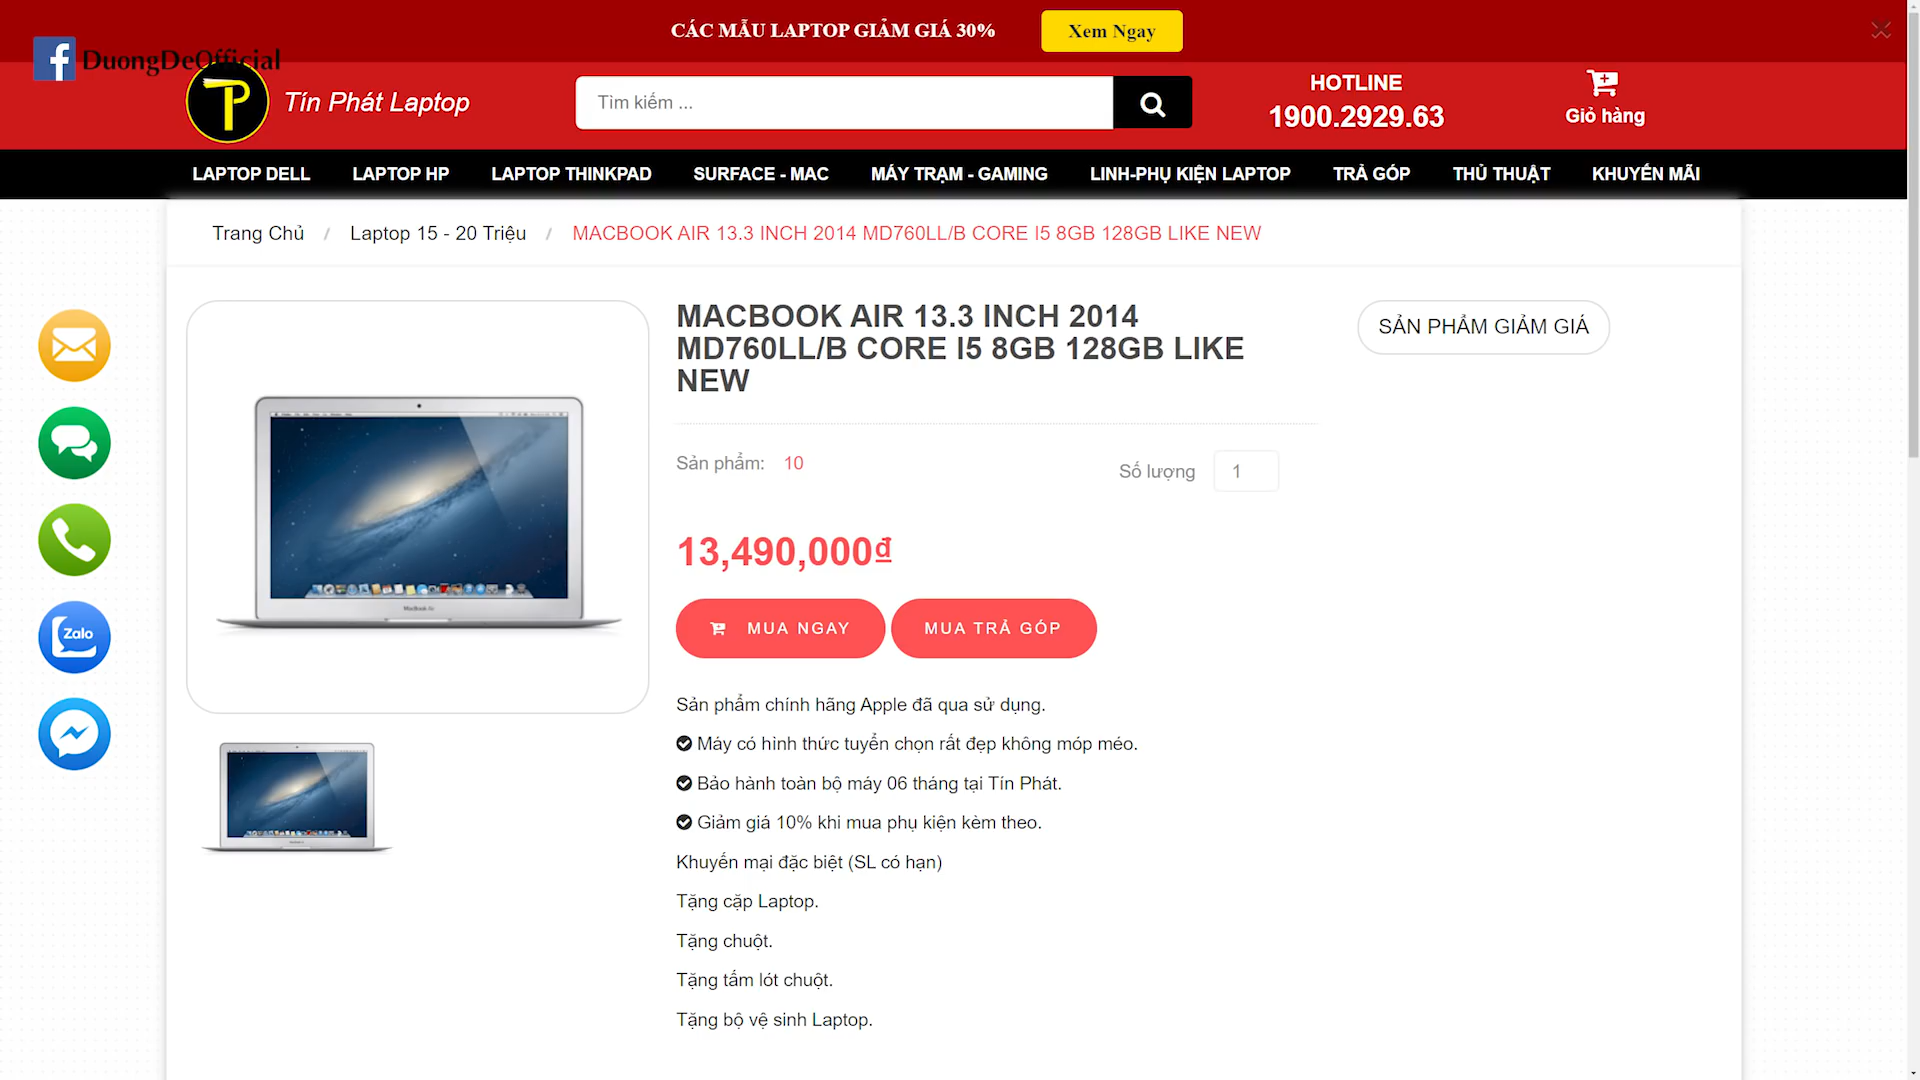 CÁC MẪU LAPTOP GIẢM GIÁ 30%
Xem Ngay
DuongDeOfficial
Tín Phát Laptop
Tìm kiếm ...
HOTLINE
1900.2929.63
Giỏ hàng
LAPTOP DELL
LAPTOP HP
LAPTOP THINKPAD
SURFACE - MAC
MÁY TRẠM - GAMING
LINH-PHỤ KIỆN LAPTOP
TRẢ GÓP
THỦ THUẬT
KHUYẾN MÃI
Trang Chủ / Laptop 15 - 20 Triệu / MACBOOK AIR 13.3 INCH 2014 MD760LL/B CORE I5 8GB 128GB LIKE NEW
MACBOOK AIR 13.3 INCH 2014
MD760LL/B CORE I5 8GB 128GB LIKE
NEW
SẢN PHẨM GIẢM GIÁ
Sản phẩm: 10
Số lượng 1
13,490,000₫
MUA NGAY
MUA TRẢ GÓP
Zalo
MacBook Air
Sản phẩm chính hãng Apple đã qua sử dụng.
Máy có hình thức tuyển chọn rất đẹp không móp méo.
Bảo hành toàn bộ máy 06 tháng tại Tín Phát.
Giảm giá 10% khi mua phụ kiện kèm theo.
Khuyến mại đặc biệt (SL có hạn)
Tặng cặp Laptop.
Tặng chuột.
Tặng tấm lót chuột.
Tặng bộ vệ sinh Laptop.